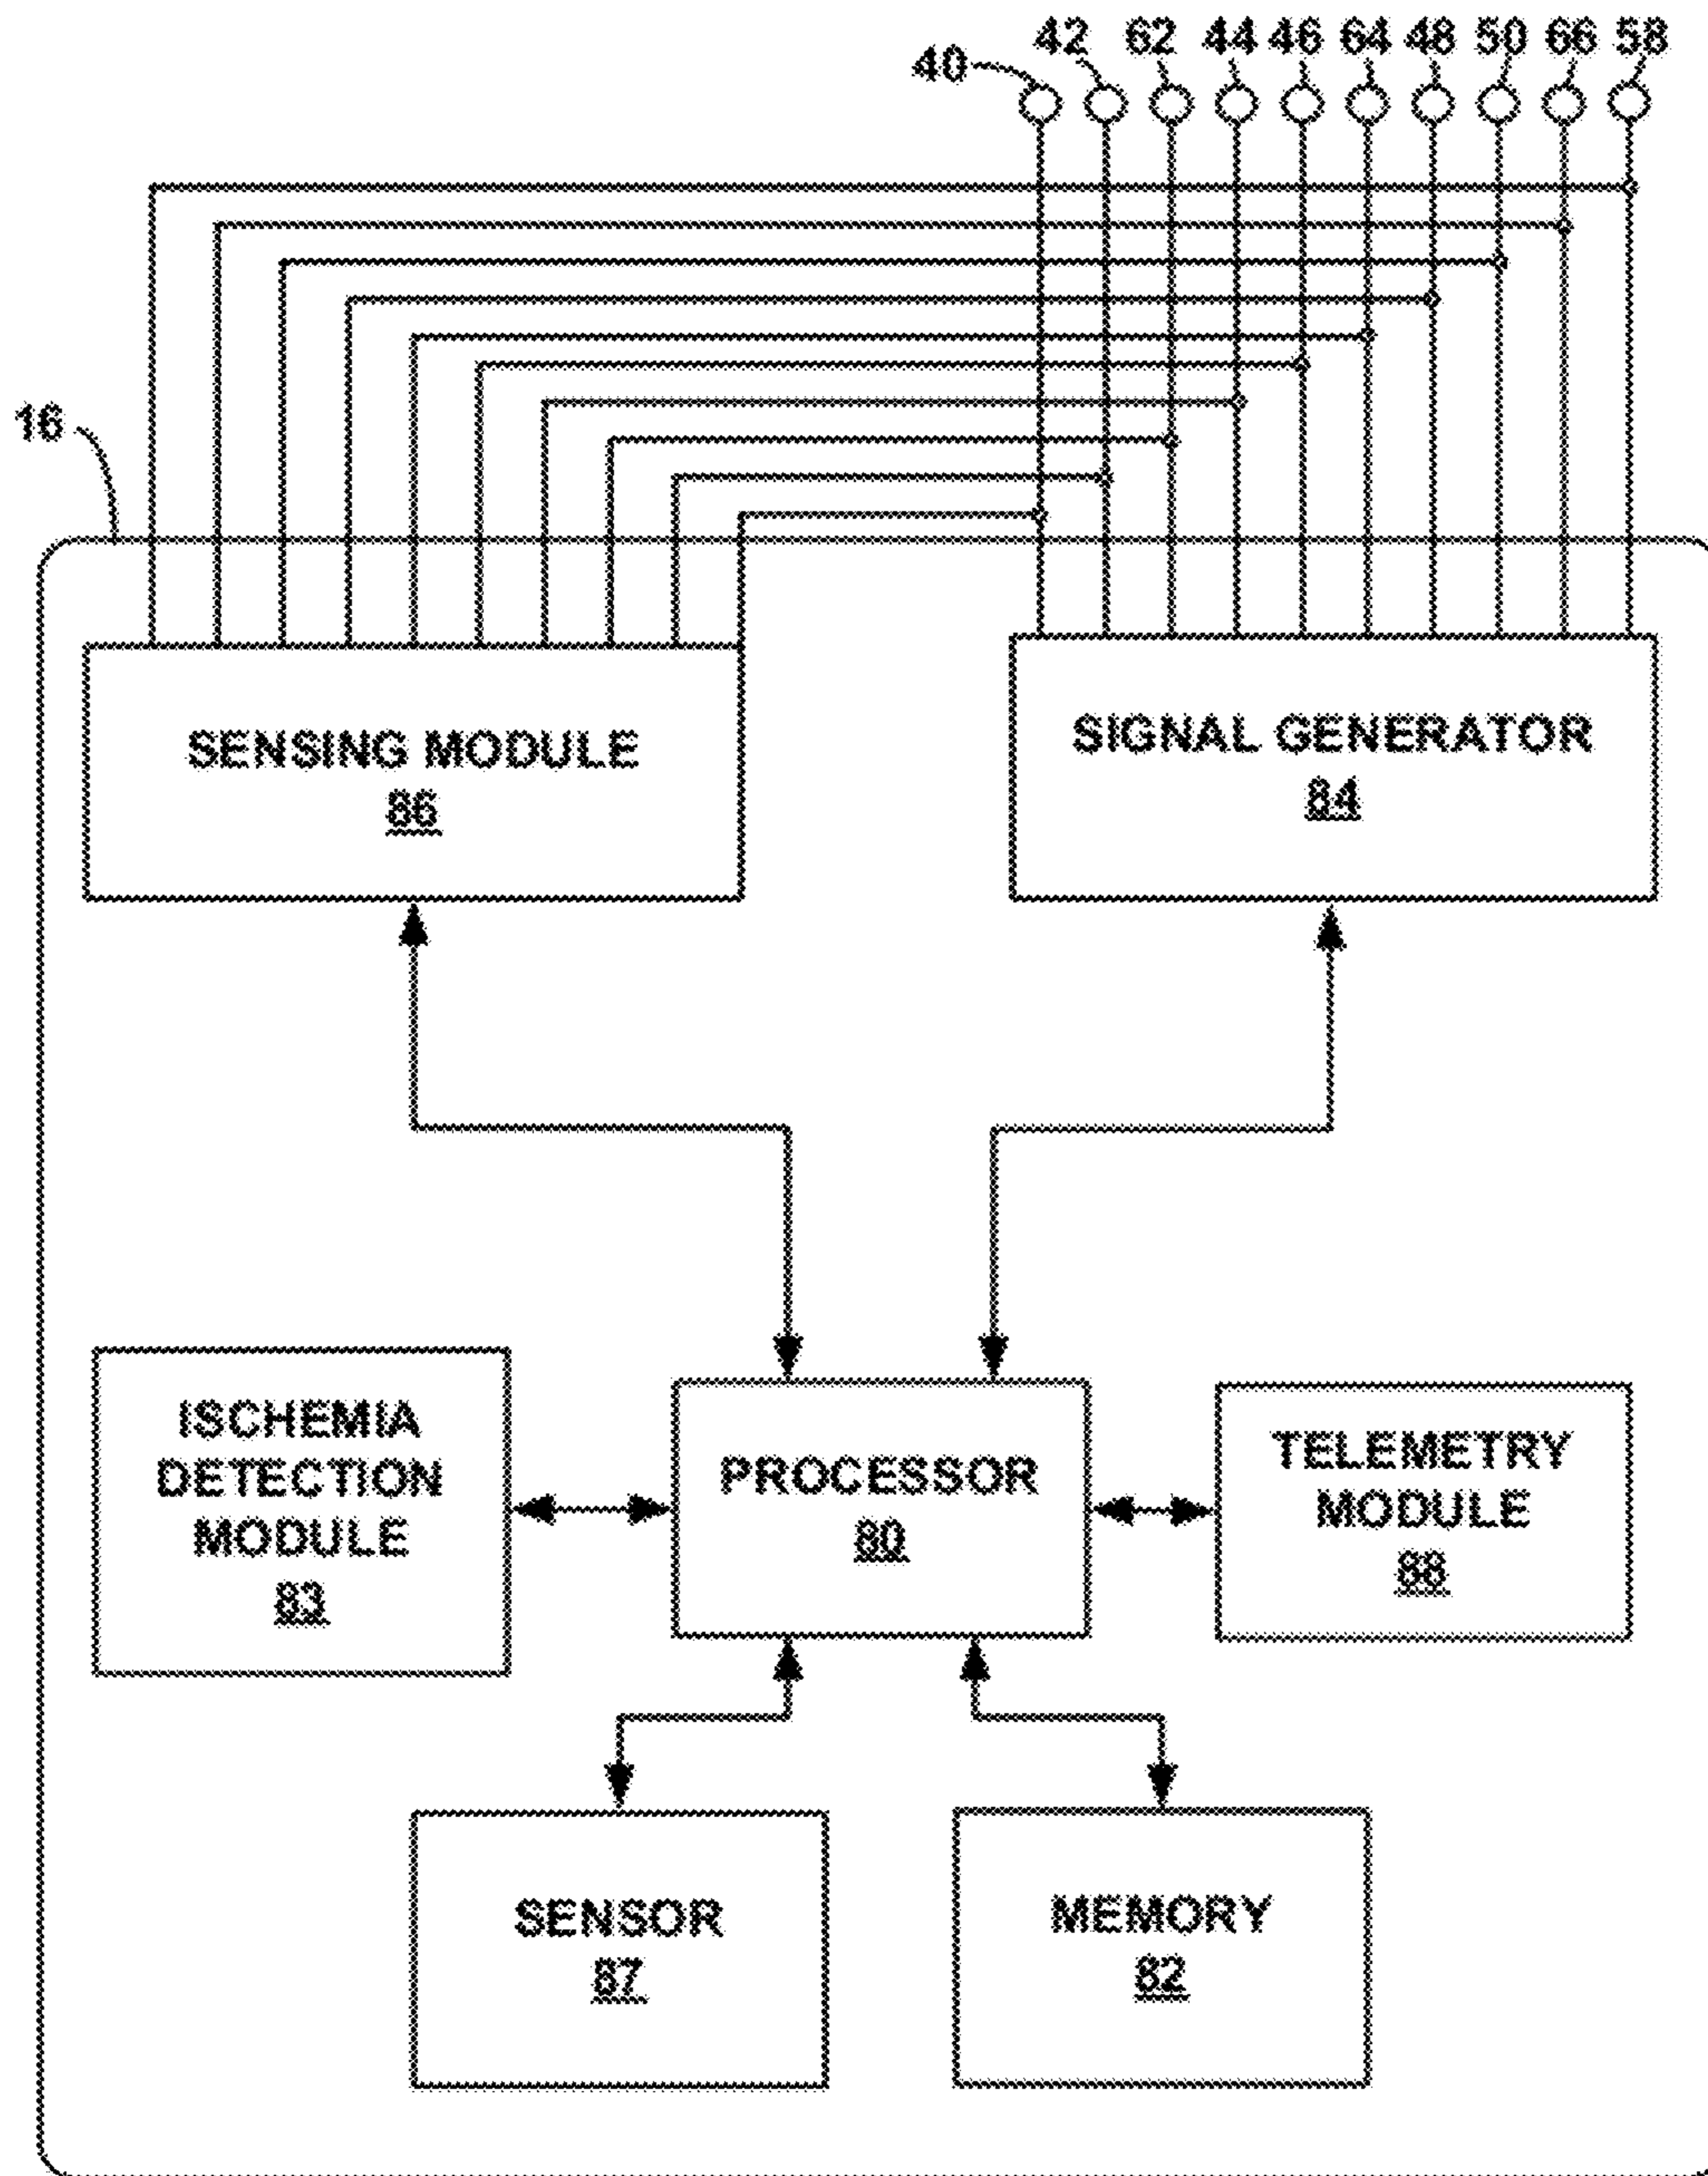 40 42 62 44 46 64 48 50 66 58
16
SENSING MODULE
86
SIGNAL GENERATOR
84
ISCHEMIA
DETECTION
MODULE
83
PROCESSOR
80
TELEMETRY
MODULE
88
SENSOR
87
MEMORY
82